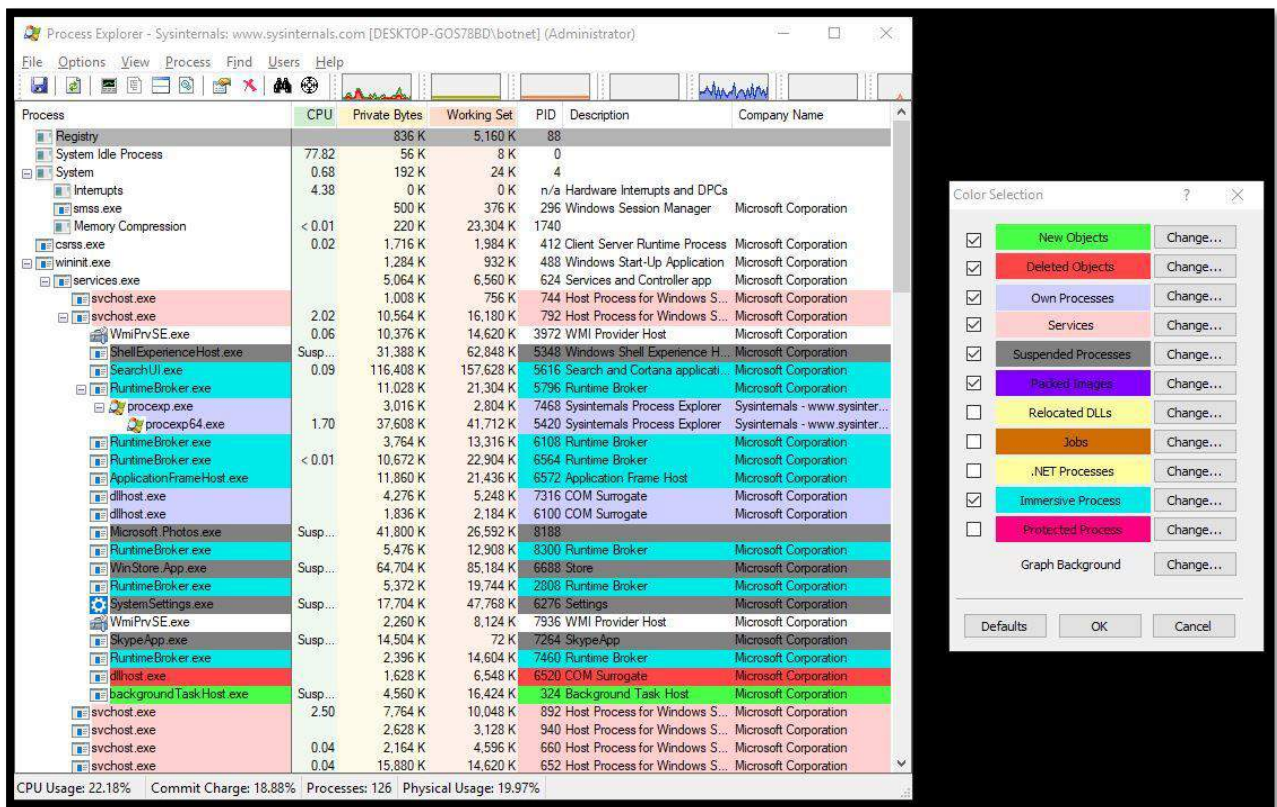 Process Explorer - Sysinternals: www.sysinternals.com [DESKTOP-GOS78BD\botnet] (Administrator)
File Options View Process Find Users Help
Process CPU Private Bytes Working Set PID Description Company Name
Registry 836 K 5,160 K 88
System Idle Process 77.82 56 K 8 K 0
System 0.68 192 K 24 K 4
Interrupts 4.38 0 K 0 K n/a Hardware Interrupts and DPCs
smss.exe 500 K 376 K 296 Windows Session Manager Microsoft Corporation
Memory Compression < 0.01 220 K 23,304 K 1740
csrss.exe 0.02 1,716 K 1,984 K 412 Client Server Runtime Process Microsoft Corporation
wininit.exe 1,284 K 932 K 488 Windows Start-Up Application Microsoft Corporation
services.exe 5,064 K 6,560 K 624 Services and Controller app Microsoft Corporation
svchost.exe 1,008 K 756 K 744 Host Process for Windows S... Microsoft Corporation
svchost.exe 2.02 10,564 K 16,180 K 792 Host Process for Windows S... Microsoft Corporation
WmiPrvSE.exe 0.06 10,376 K 14,620 K 3972 WMI Provider Host Microsoft Corporation
ShellExperienceHost.exe Susp... 31,388 K 62,848 K 5348 Windows Shell Experience H... Microsoft Corporation
SearchUI.exe 0.09 116,408 K 157,628 K 5616 Search and Cortana applicati... Microsoft Corporation
RuntimeBroker.exe 11,028 K 21,304 K 5796 Runtime Broker Microsoft Corporation
procexp.exe 3,016 K 2,804 K 7468 Sysinternals Process Explorer Sysinternals - www.sysinter...
procexp64.exe 1.70 37,608 K 41,712 K 5420 Sysinternals Process Explorer Sysinternals - www.sysinter...
RuntimeBroker.exe 3,764 K 13,316 K 6108 Runtime Broker Microsoft Corporation
RuntimeBroker.exe < 0.01 10,672 K 22,904 K 6564 Runtime Broker Microsoft Corporation
ApplicationFrameHost.exe 11,860 K 21,436 K 6572 Application Frame Host Microsoft Corporation
dllhost.exe 4,276 K 5,248 K 7316 COM Surrogate Microsoft Corporation
dllhost.exe 1,836 K 2,184 K 6100 COM Surrogate Microsoft Corporation
Microsoft.Photos.exe Susp... 41,800 K 26,592 K 8188
RuntimeBroker.exe 5,476 K 12,908 K 8300 Runtime Broker Microsoft Corporation
WinStore.App.exe Susp... 64,704 K 85,184 K 6688 Store Microsoft Corporation
RuntimeBroker.exe 5,372 K 19,744 K 2808 Runtime Broker Microsoft Corporation
SystemSettings.exe Susp... 17,704 K 47,768 K 6276 Settings Microsoft Corporation
WmiPrvSE.exe 2,260 K 8,124 K 7936 WMI Provider Host Microsoft Corporation
SkypeApp.exe Susp... 14,504 K 72 K 7264 SkypeApp Microsoft Corporation
RuntimeBroker.exe 2,396 K 14,604 K 7460 Runtime Broker Microsoft Corporation
dllhost.exe 1,628 K 6,548 K 6520 COM Surrogate Microsoft Corporation
backgroundTaskHost.exe Susp... 4,560 K 16,424 K 324 Background Task Host Microsoft Corporation
svchost.exe 2.50 7,764 K 10,048 K 892 Host Process for Windows S... Microsoft Corporation
svchost.exe 2,628 K 3,128 K 940 Host Process for Windows S... Microsoft Corporation
svchost.exe 0.04 2,164 K 4,596 K 660 Host Process for Windows S... Microsoft Corporation
svchost.exe 0.04 15,880 K 14,620 K 652 Host Process for Windows S... Microsoft Corporation
CPU Usage: 22.18% Commit Charge: 18.88% Processes: 126 Physical Usage: 19.97%
Color Selection ?
New Objects Change...
Deleted Objects Change...
Own Processes Change...
Services Change...
Suspended Processes Change...
Packed Images Change...
Relocated DLLs Change...
Jobs Change...
.NET Processes Change...
Immersive Process Change...
Protected Process Change...
Graph Background Change...
Defaults OK Cancel